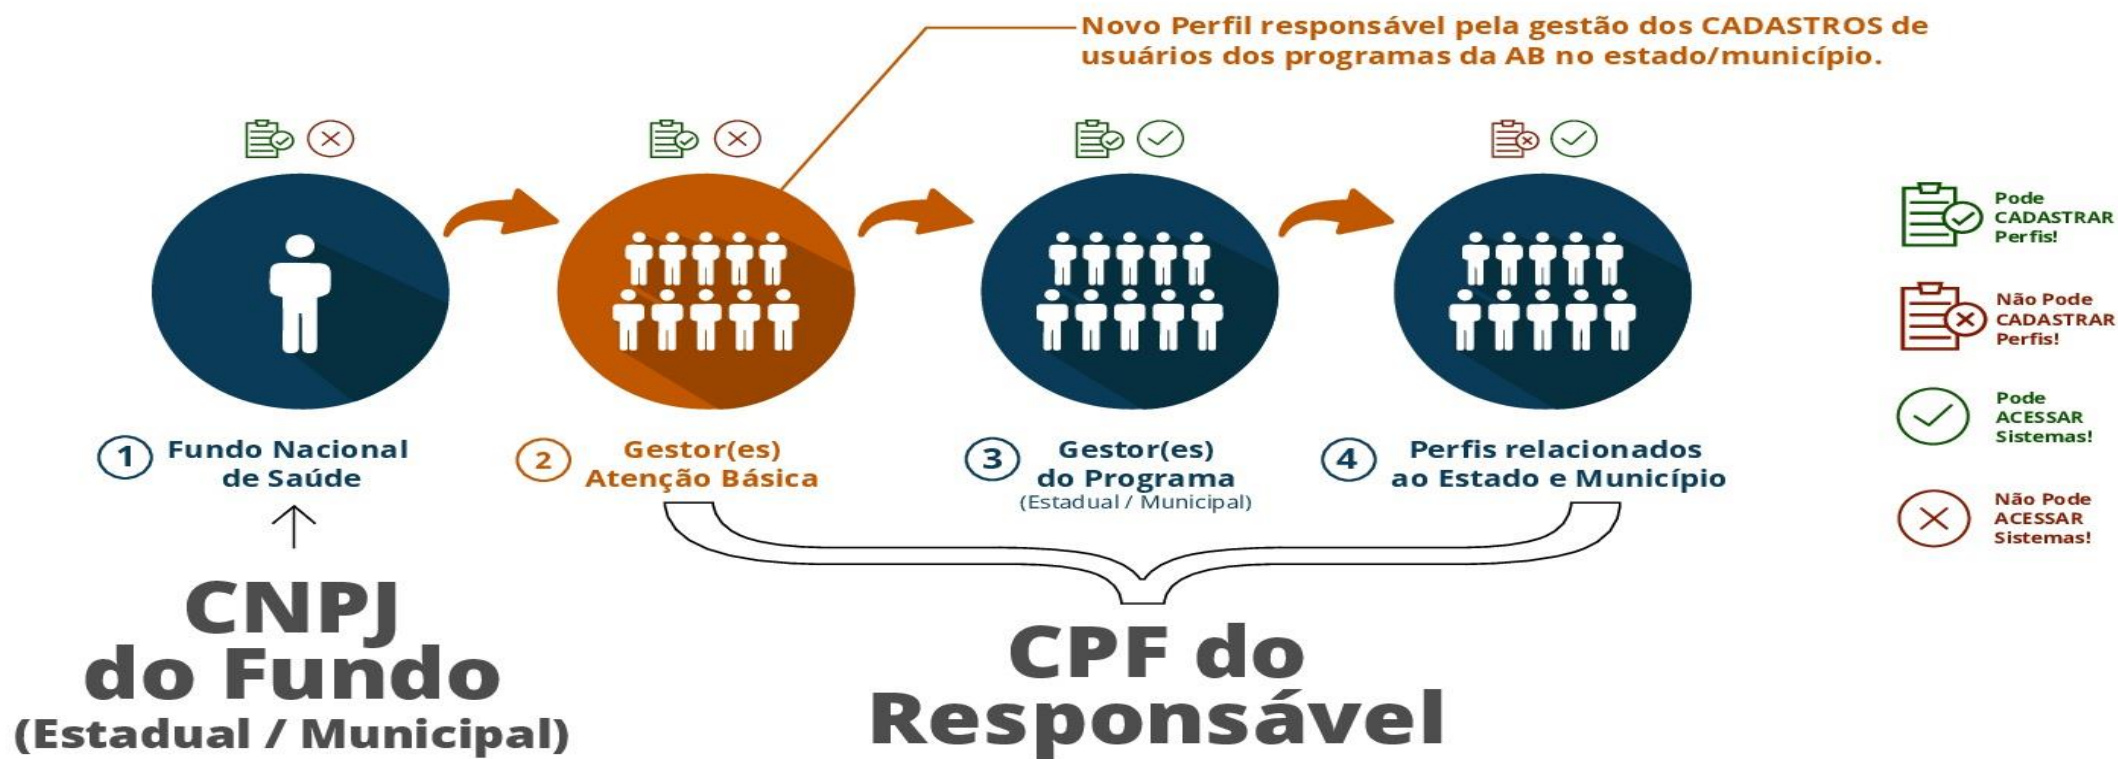 Novo Perfil responsável pela gestão dos CADASTROS de
usuários dos programas da AB no estado/município.
1 Fundo Nacional
de Saúde
2 Gestor(es)
Atenção Básica
3 Gestor(es)
do Programa
(Estadual / Municipal)
4 Perfis relacionados
ao Estado e Município
Pode
CADASTRAR
Perfis!
Não Pode
CADASTRAR
Perfis!
Pode
ACESSAR
Sistemas!
Não Pode
ACESSAR
Sistemas!
CNPJ
do Fundo
(Estadual / Municipal)
CPF do
Responsável